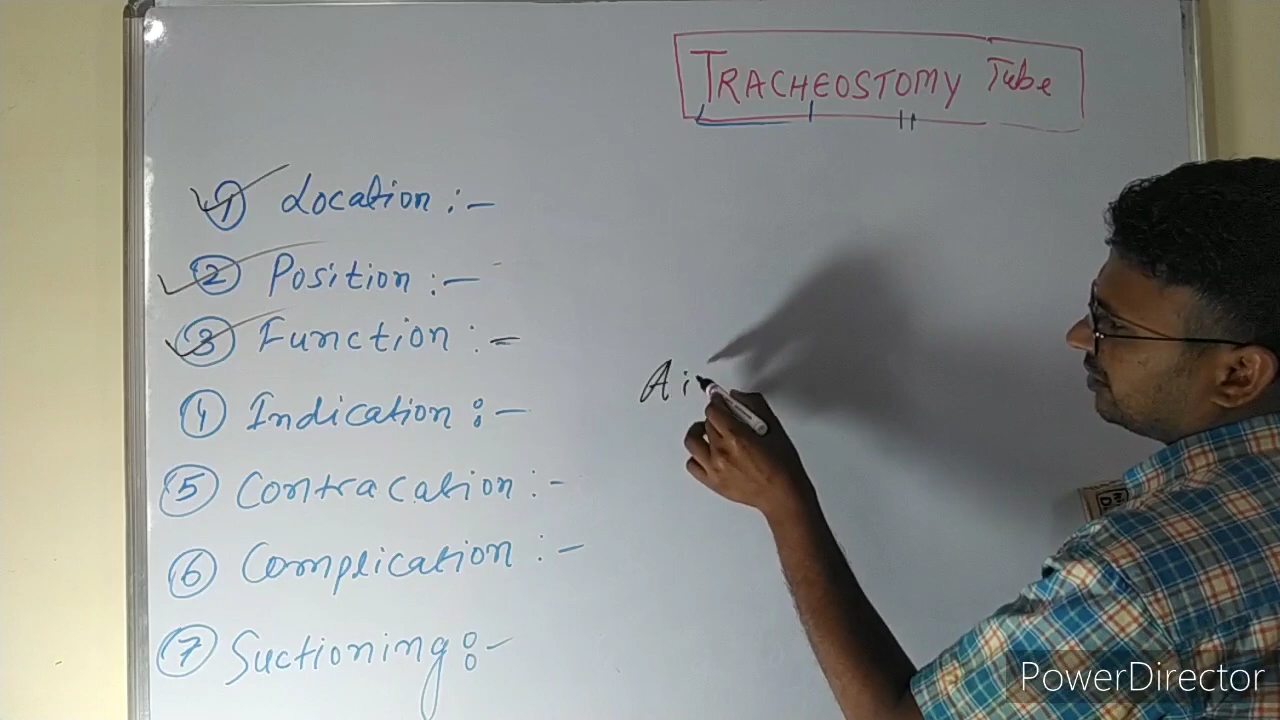 TRACHEOSTOMY Tube
1 Location :-
2 Position :-
3 Function :-
4 Indication :-
5 Contracation :-
6 Complication :-
7 Suctioning :-
Ai
PowerDirector